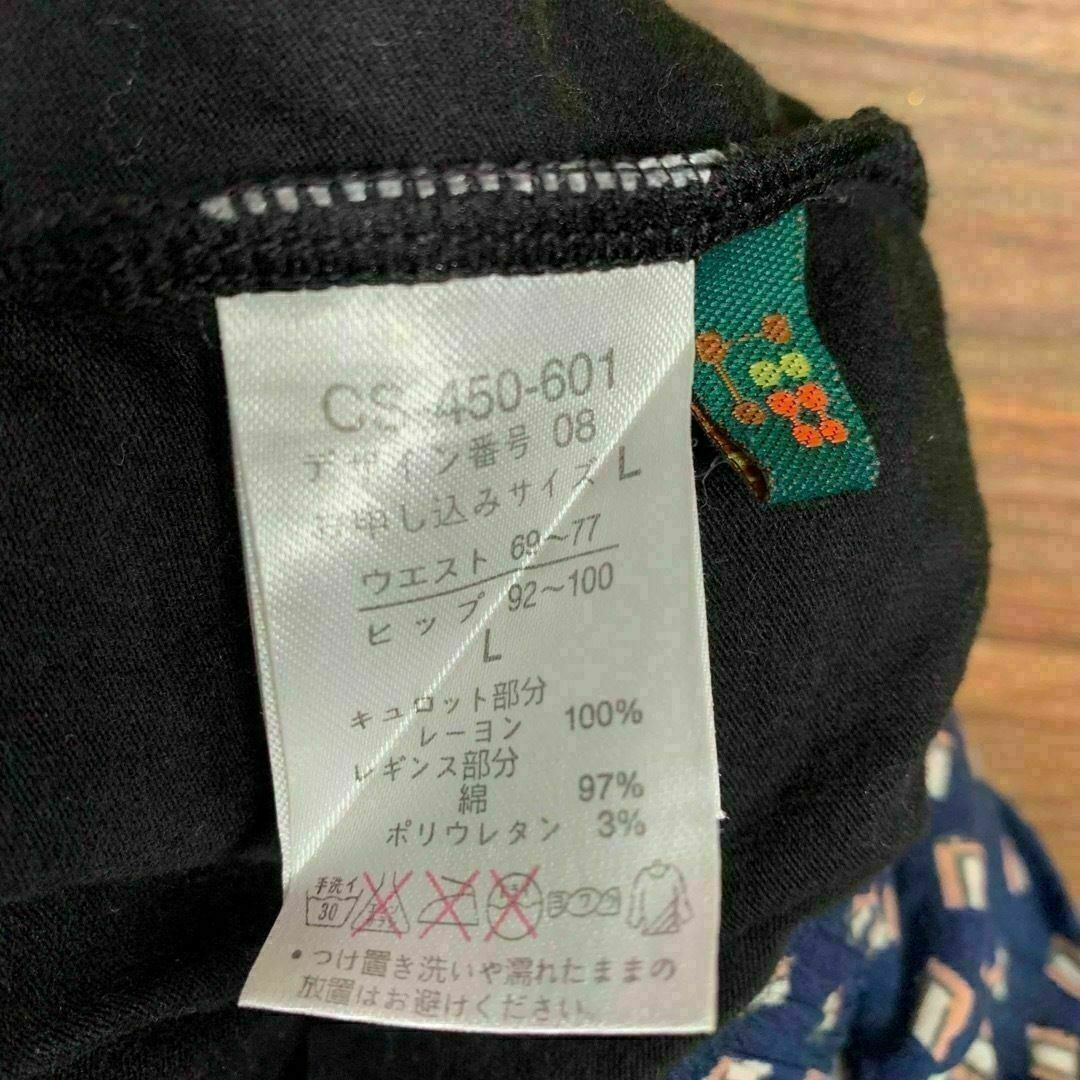 CS 450-601
デザイン番号 08
お申し込みサイズ L
ウエスト 69～77
ヒップ 92～100
L
キュロット部分
レーヨン 100%
レギンス部分
綿 97%
ポリウレタン 3%
手洗イ
30
・つけ置き洗いや濡れたままの
放置はお避けください。